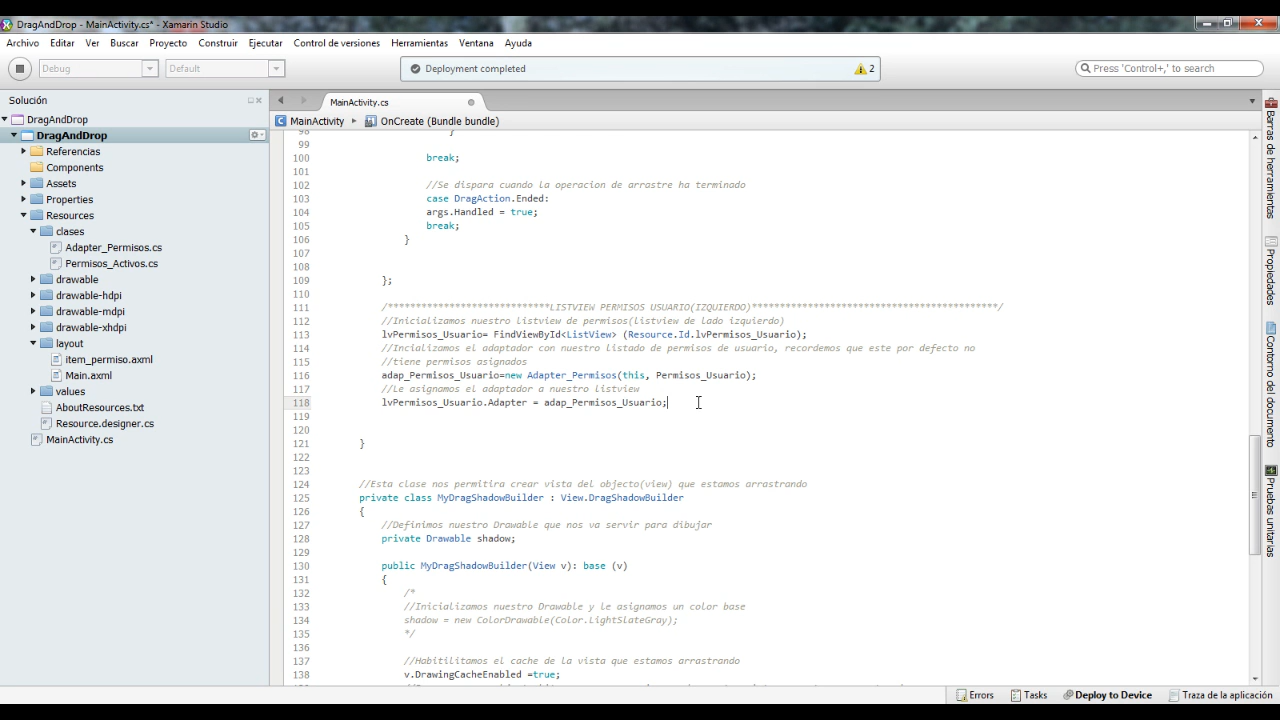 DragAndDrop - MainActivity.cs* - Xamarin Studio
Archivo Editar Ver Buscar Proyecto Construir Ejecutar Control de versiones Herramientas Ventana Ayuda
Debug Default Deployment completed 2 Press 'Control+,' to search
Solución
DragAndDrop
DragAndDrop
Referencias
Components
Assets
Properties
Resources
clases
Adapter_Permisos.cs
Permisos_Activos.cs
drawable
drawable-hdpi
drawable-mdpi
drawable-xhdpi
layout
item_permiso.axml
Main.axml
values
AboutResources.txt
Resource.designer.cs
MainActivity.cs
MainActivity.cs
MainActivity OnCreate (Bundle bundle)
98 }
99
100 break;
101
102 //Se dispara cuando la operacion de arrastre ha terminado
103 case DragAction.Ended:
104 args.Handled = true;
105 break;
106 }
107
108
109 };
110
111 /*****************************LISTVIEW PERMISOS USUARIO(IZQUIERDO)********************************************/
112 //Inicializamos nuestro listview de permisos(listview de lado izquierdo)
113 lvPermisos_Usuario= FindViewById<ListView> (Resource.Id.lvPermisos_Usuario);
114 //Incializamos el adaptador con nuestro listado de permisos de usuario, recordemos que este por defecto no
115 //tiene permisos asignados
116 adap_Permisos_Usuario=new Adapter_Permisos(this, Permisos_Usuario);
117 //Le asignamos el adaptador a nuestro listview
118 lvPermisos_Usuario.Adapter = adap_Permisos_Usuario;
119
120
121 }
122
123
124 //Esta clase nos permitira crear vista del objecto(view) que estamos arrastrando
125 private class MyDragShadowBuilder : View.DragShadowBuilder
126 {
127 //Definimos nuestro Drawable que nos va servir para dibujar
128 private Drawable shadow;
129
130 public MyDragShadowBuilder(View v): base (v)
131 {
132 /*
133 //Inicializamos nuestro Drawable y le asignamos un color base
134 shadow = new ColorDrawable(Color.LightSlateGray);
135 */
136
137 //Habitilitamos el cache de la vista que estamos arrastrando
138 v.DrawingCacheEnabled =true;
Barras de herramientas
Propiedades
Contorno del documento
Pruebas unitarias
Errors Tasks Deploy to Device Traza de la aplicación